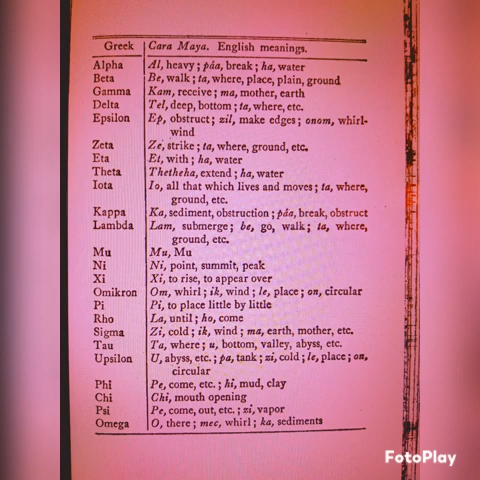 Greek Cara Maya. English meanings.
Alpha Al, heavy; páa, break; ha, water
Beta Be, walk; ta, where, place, plain, ground
Gamma Kam, receive; ma, mother, earth
Delta Tel, deep, bottom; ta, where, etc.
Epsilon Ep, obstruct; zil, make edges; onom, whirl-
wind
Zeta Ze, strike; ta, where, ground, etc.
Eta Et, with; ha, water
Theta Thetheha, extend; ha, water
Iota Io, all that which lives and moves; ta, where,
ground, etc.
Kappa Ka, sediment, obstruction; páa, break, obstruct
Lambda Lam, submerge; be, go, walk; ta, where,
ground, etc.
Mu Mu, Mu
Ni Ni, point, summit, peak
Xi Xi, to rise, to appear over
Omikron Om, whirl; ik, wind; le, place; on, circular
Pi Pi, to place little by little
Rho La, until; ho, come
Sigma Zi, cold; ik, wind; ma, earth, mother, etc.
Tau Ta, where; u, bottom, valley, abyss, etc.
Upsilon U, abyss, etc.; pa, tank; zi, cold; le, place; on,
circular
Phi Pe, come, etc.; hi, mud, clay
Chi Chi, mouth opening
Psi Pe, come, out, etc.; zi, vapor
Omega O, there; mec, whirl; ka, sediments
FotoPlay